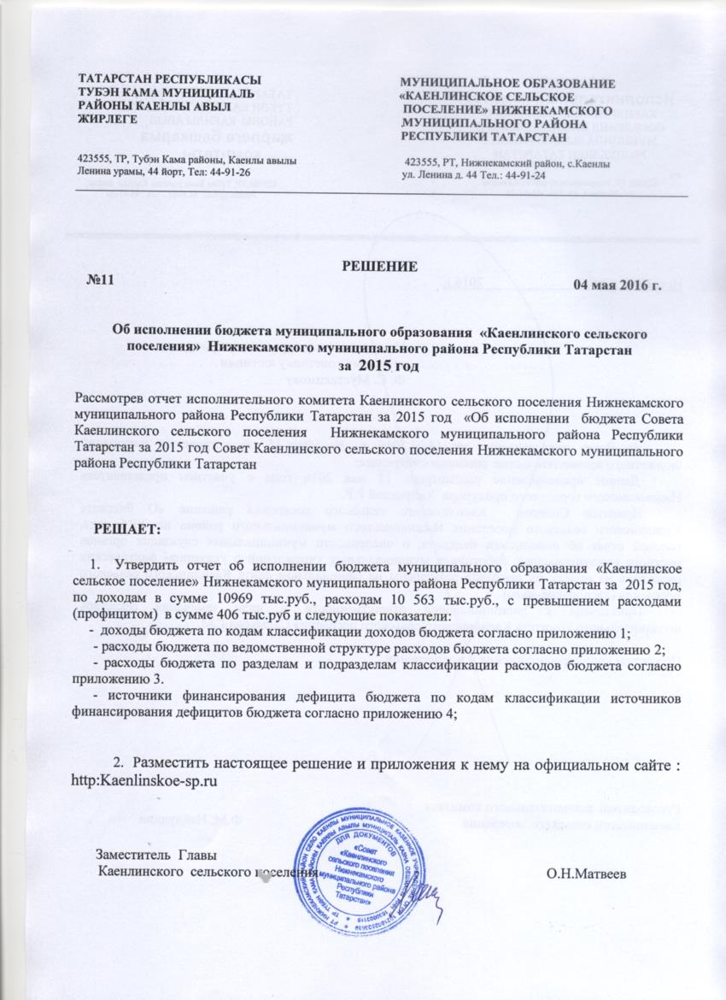 ТАТАРСТАН РЕСПУБЛИКАСЫ
ТУБЭН КАМА МУНИЦИПАЛЬ
РАЙОНЫ КАЕНЛЫ АВЫЛ
ЖИРЛЕГЕ
423555, ТР, Тубэн Кама районы, Каенлы авылы
Ленина урамы, 44 йорт, Тел: 44-91-26
МУНИЦИПАЛЬНОЕ ОБРАЗОВАНИЕ
«КАЕНЛИНСКОЕ СЕЛЬСКОЕ
ПОСЕЛЕНИЕ» НИЖНЕКАМСКОГО
МУНИЦИПАЛЬНОГО РАЙОНА
РЕСПУБЛИКИ ТАТАРСТАН
423555, РТ, Нижнекамский район, с.Каенлы
ул. Ленина д. 44 Тел.: 44-91-24
РЕШЕНИЕ
№11
04 мая 2016 г.
Об исполнении бюджета муниципального образования «Каенлинского сельского
поселения» Нижнекамского муниципального района Республики Татарстан
за 2015 год
Рассмотрев отчет исполнительного комитета Каенлинского сельского поселения Нижнекамского
муниципального района Республики Татарстан за 2015 год «Об исполнении бюджета Совета
Каенлинского сельского поселения Нижнекамского муниципального района Республики
Татарстан за 2015 год Совет Каенлинского сельского поселения Нижнекамского муниципального
района Республики Татарстан
РЕШАЕТ:
1. Утвердить отчет об исполнении бюджета муниципального образования «Каенлинское
сельское поселение» Нижнекамского муниципального района Республики Татарстан за 2015 год,
по доходам в сумме 10969 тыс.руб., расходам 10 563 тыс.руб., с превышением расходами
(профицитом) в сумме 406 тыс.руб и следующие показатели:
- доходы бюджета по кодам классификации доходов бюджета согласно приложению 1;
- расходы бюджета по ведомственной структуре расходов бюджета согласно приложению 2;
- расходы бюджета по разделам и подразделам классификации расходов бюджета согласно
приложению 3.
- источники финансирования дефицита бюджета по кодам классификации источников
финансирования дефицитов бюджета согласно приложению 4;
2. Разместить настоящее решение и приложения к нему на официальном сайте :
http:Kaenlinskoe-sp.ru
Заместитель Главы
Каенлинского сельского поселения
О.Н.Матвеев
ДЛЯ ДОКУМЕНТОВ
«Совет
«Каенлинского
сельского поселения
Нижнекамского
муниципального района
Республики
Татарстан»